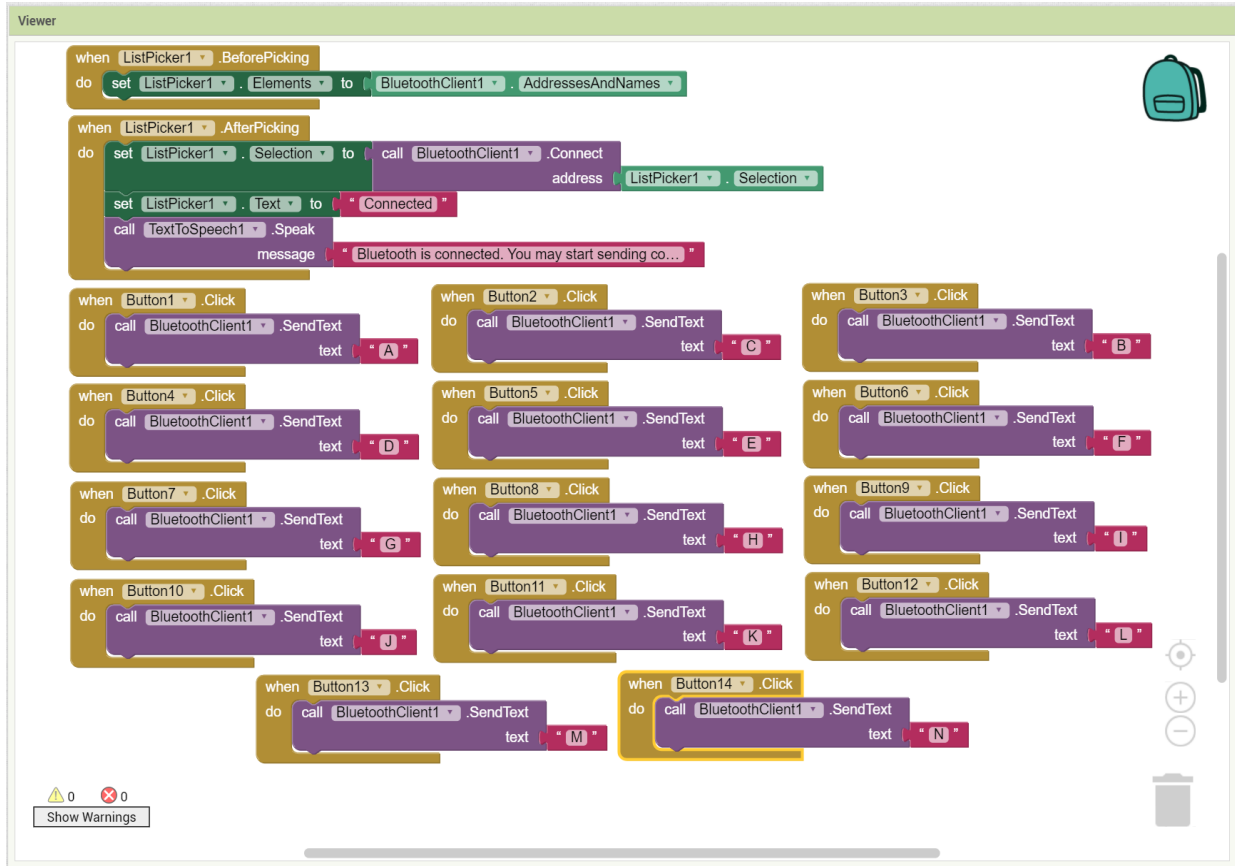 Viewer
when ListPicker1 .BeforePicking
do set ListPicker1 . Elements to BluetoothClient1 . AddressesAndNames
when ListPicker1 .AfterPicking
do set ListPicker1 . Selection to call BluetoothClient1 .Connect
address ListPicker1 . Selection
set ListPicker1 . Text to “ Connected ”
call TextToSpeech1 .Speak
message “ Bluetooth is connected. You may start sending co... ”
when Button1 .Click
do call BluetoothClient1 .SendText
text “ A ”
when Button2 .Click
do call BluetoothClient1 .SendText
text “ C ”
when Button3 .Click
do call BluetoothClient1 .SendText
text “ B ”
when Button4 .Click
do call BluetoothClient1 .SendText
text “ D ”
when Button5 .Click
do call BluetoothClient1 .SendText
text “ E ”
when Button6 .Click
do call BluetoothClient1 .SendText
text “ F ”
when Button7 .Click
do call BluetoothClient1 .SendText
text “ G ”
when Button8 .Click
do call BluetoothClient1 .SendText
text “ H ”
when Button9 .Click
do call BluetoothClient1 .SendText
text “ I ”
when Button10 .Click
do call BluetoothClient1 .SendText
text “ J ”
when Button11 .Click
do call BluetoothClient1 .SendText
text “ K ”
when Button12 .Click
do call BluetoothClient1 .SendText
text “ L ”
when Button13 .Click
do call BluetoothClient1 .SendText
text “ M ”
when Button14 .Click
do call BluetoothClient1 .SendText
text “ N ”
0 0
Show Warnings